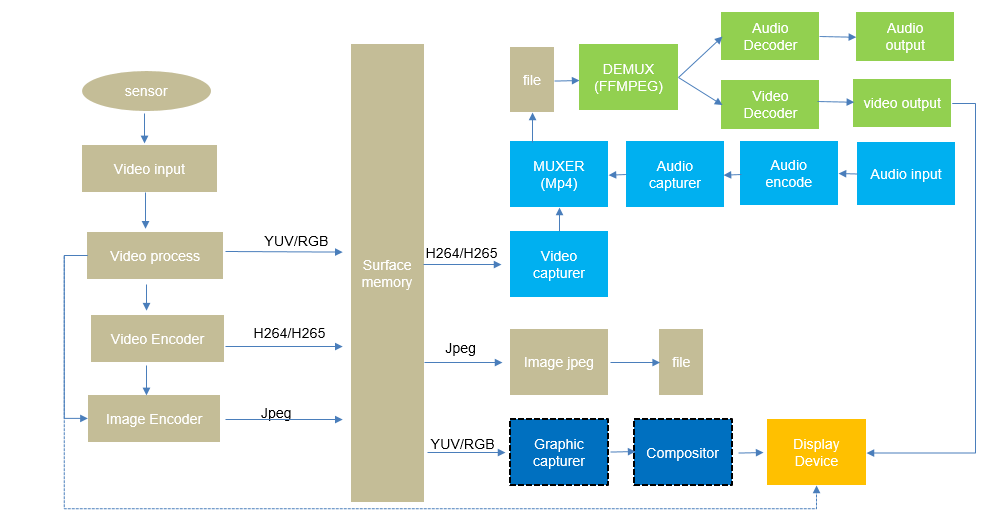 sensor
Video input
Video process
Video Encoder
Image Encoder
YUV/RGB
H264/H265
Jpeg
Surface
memory
H264/H265
Jpeg
YUV/RGB
file
DEMUX
(FFMPEG)
Audio
Decoder
Audio
output
Video
Decoder
video output
MUXER
(Mp4)
Audio
capturer
Audio
encode
Audio input
Video
capturer
Image jpeg
file
Graphic
capturer
Compositor
Display
Device